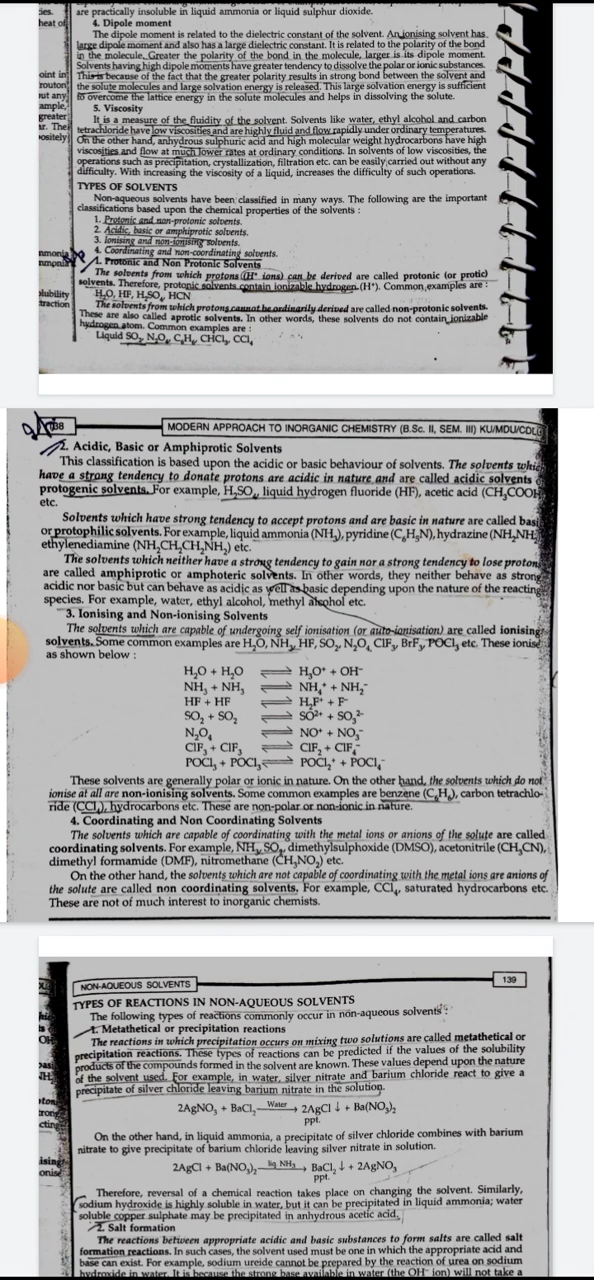 ies.
heat of
oint in
routon
nut any
ample,
greater
ar. The
ositely
nmonia
mmonia
olubility
traction
are practically insoluble in liquid ammonia or liquid sulphur dioxide.
4. Dipole moment
The dipole moment is related to the dielectric constant of the solvent. An ionising solvent has
large dipole moment and also has a large dielectric constant. It is related to the polarity of the bond
in the molecule. Greater the polarity of the bond in the molecule, larger is its dipole moment.
Solvents having high dipole moments have greater tendency to dissolve the polar or ionic substances.
This is because of the fact that the greater polarity results in strong bond between the solvent and
the solute molecules and large solvation energy is released. This large solvation energy is sufficient
to overcome the lattice energy in the solute molecules and helps in dissolving the solute.
5. Viscosity
It is a measure of the fluidity of the solvent. Solvents like water, ethyl alcohol and carbon
tetrachloride have low viscosities and are highly fluid and flow rapidly under ordinary temperatures.
On the other hand, anhydrous sulphuric acid and high molecular weight hydrocarbons have high
viscosities and flow at much lower rates at ordinary conditions. In solvents of low viscosities, the
operations such as precipitation, crystallization, filtration etc. can be easily carried out without any
difficulty. With increasing the viscosity of a liquid, increases the difficulty of such operations.
TYPES OF SOLVENTS
Non-aqueous solvents have been classified in many ways. The following are the important
classifications based upon the chemical properties of the solvents :
1. Protonic and non-protonic solvents.
2. Acidic, basic or amphiprotic solvents.
3. Ionising and non-ionising solvents.
4. Coordinating and non-coordinating solvents.
1. Protonic and Non Protonic Solvents
The solvents from which protons (H⁺ ions) can be derived are called protonic (or protic)
solvents. Therefore, protonic solvents contain ionizable hydrogen (H⁺). Common examples are :
H₂O, HF, H₂SO₄, HCN
The solvents from which protons cannot be ordinarily derived are called non-protonic solvents.
These are also called aprotic solvents. In other words, these solvents do not contain ionizable
hydrogen atom. Common examples are :
Liquid SO₂, N₂O₄, C₆H₆, CHCl₃, CCl₄
138 MODERN APPROACH TO INORGANIC CHEMISTRY (B.Sc. II, SEM. III) KU/MDU/CDLU
2. Acidic, Basic or Amphiprotic Solvents
This classification is based upon the acidic or basic behaviour of solvents. The solvents whic
have a strong tendency to donate protons are acidic in nature and are called acidic solvents
protogenic solvents. For example, H₂SO₄, liquid hydrogen fluoride (HF), acetic acid (CH₃COOH
etc.
Solvents which have strong tendency to accept protons and are basic in nature are called basi
or protophilic solvents. For example, liquid ammonia (NH₃), pyridine (C₅H₅N), hydrazine (NH₂NH₂
ethylenediamine (NH₂CH₂CH₂NH₂) etc.
The solvents which neither have a strong tendency to gain nor a strong tendency to lose proton
are called amphiprotic or amphoteric solvents. In other words, they neither behave as strong
acidic nor basic but can behave as acidic as well as basic depending upon the nature of the reacting
species. For example, water, ethyl alcohol, methyl alcohol etc.
3. Ionising and Non-ionising Solvents
The solvents which are capable of undergoing self ionisation (or auto-ionisation) are called ionising
solvents. Some common examples are H₂O, NH₃, HF, SO₂, N₂O₄, ClF₃, BrF₃, POCl₃ etc. These ionise
as shown below :
H₂O + H₂O ⇌ H₃O⁺ + OH⁻
NH₃ + NH₃ ⇌ NH₄⁺ + NH₂⁻
HF + HF ⇌ H₂F⁺ + F⁻
SO₂ + SO₂ ⇌ SO²⁺ + SO₃²⁻
N₂O₄ ⇌ NO⁺ + NO₃⁻
ClF₃ + ClF₃ ⇌ ClF₂ + ClF₄⁻
POCl₃ + POCl₃ ⇌ POCl₂⁺ + POCl₄⁻
These solvents are generally polar or ionic in nature. On the other hand, the solvents which do not
ionise at all are non-ionising solvents. Some common examples are benzene (C₆H₆), carbon tetrachlo-
ride (CCl₄), hydrocarbons etc. These are non-polar or non-ionic in nature.
4. Coordinating and Non Coordinating Solvents
The solvents which are capable of coordinating with the metal ions or anions of the solute are called
coordinating solvents. For example, NH₃, SO₂, dimethylsulphoxide (DMSO), acetonitrile (CH₃CN),
dimethyl formamide (DMF), nitromethane (CH₃NO₂) etc.
On the other hand, the solvents which are not capable of coordinating with the metal ions are anions of
the solute are called non coordinating solvents. For example, CCl₄, saturated hydrocarbons etc.
These are not of much interest to inorganic chemists.
NON-AQUEOUS SOLVENTS 139
TYPES OF REACTIONS IN NON-AQUEOUS SOLVENTS
The following types of reactions commonly occur in non-aqueous solvents :
1. Metathetical or precipitation reactions
The reactions in which precipitation occurs on mixing two solutions are called metathetical or
precipitation reactions. These types of reactions can be predicted if the values of the solubility
products of the compounds formed in the solvent are known. These values depend upon the nature
of the solvent used. For example, in water, silver nitrate and barium chloride react to give a
precipitate of silver chloride leaving barium nitrate in the solution.
2AgNO₃ + BaCl₂ —Water→ 2AgCl ↓ + Ba(NO₃)₂
ppt.
On the other hand, in liquid ammonia, a precipitate of silver chloride combines with barium
nitrate to give precipitate of barium chloride leaving silver nitrate in solution.
2AgCl + Ba(NO₃)₂ —liq NH₃→ BaCl₂ ↓ + 2AgNO₃
ppt.
Therefore, reversal of a chemical reaction takes place on changing the solvent. Similarly,
sodium hydroxide is highly soluble in water, but it can be precipitated in liquid ammonia; water
soluble copper sulphate may be precipitated in anhydrous acetic acid.
2. Salt formation
The reactions between appropriate acidic and basic substances to form salts are called salt
formation reactions. In such cases, the solvent used must be one in which the appropriate acid and
base can exist. For example, sodium ureide cannot be prepared by the reaction of urea on sodium
hydroxide in water. It is because the strong base available in water (the OH⁻ ion) will not take a